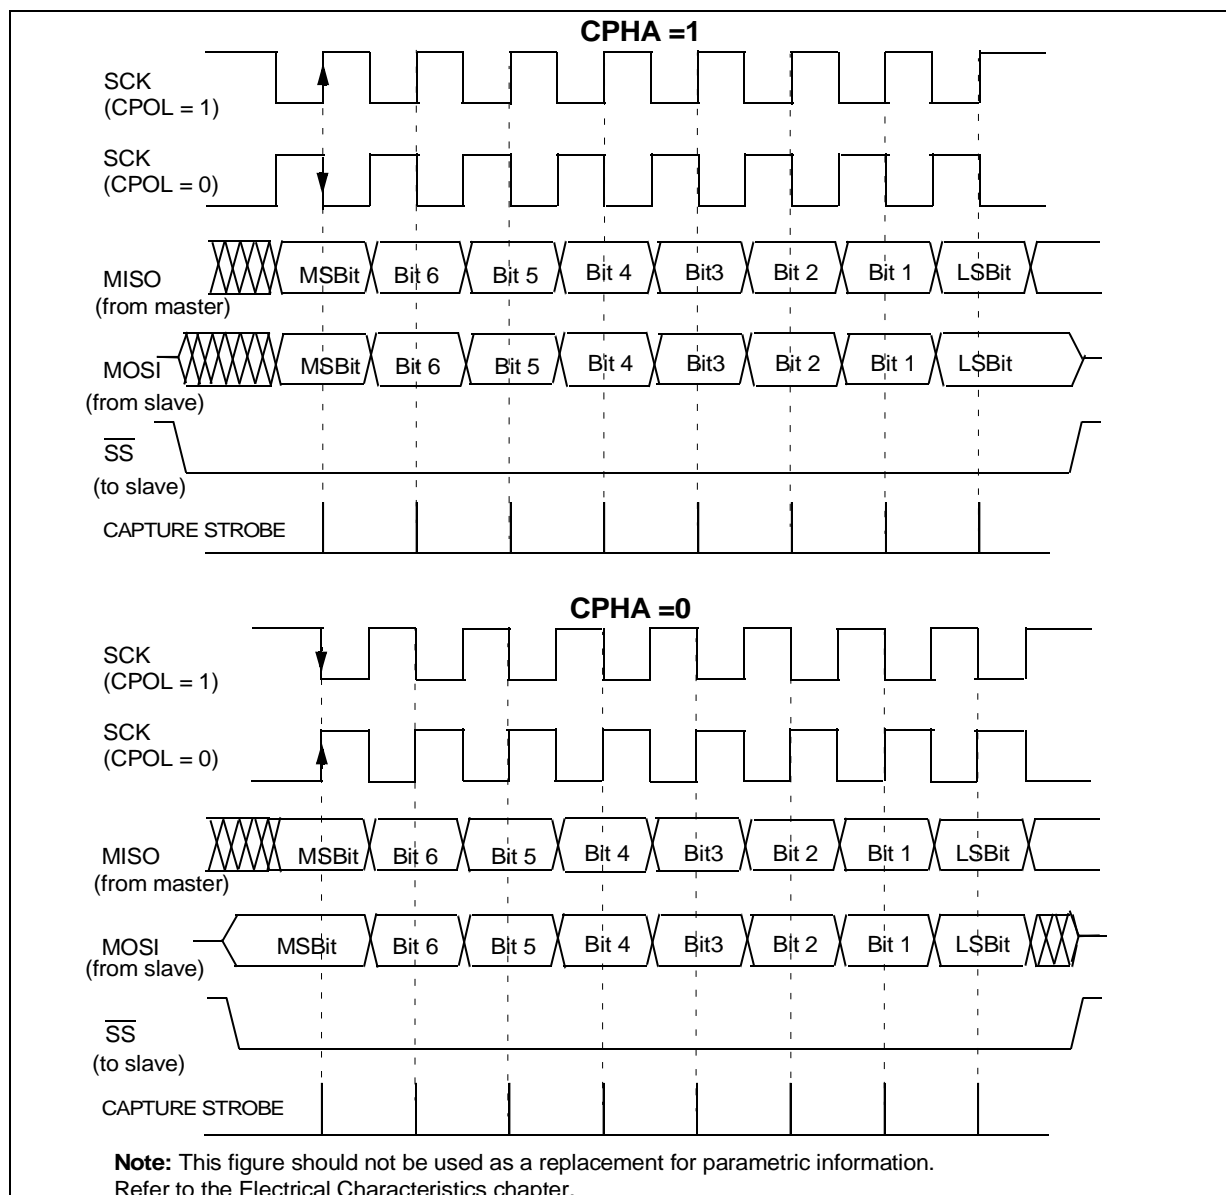 CPHA =1
SCK
(CPOL = 1)
SCK
(CPOL = 0)
MISO
(from master)
MSBit Bit 6 Bit 5 Bit 4 Bit3 Bit 2 Bit 1 LSBit
MOSI
(from slave)
MSBit Bit 6 Bit 5 Bit 4 Bit3 Bit 2 Bit 1 LSBit
SS
(to slave)
CAPTURE STROBE
CPHA =0
SCK
(CPOL = 1)
SCK
(CPOL = 0)
MISO
(from master)
MSBit Bit 6 Bit 5 Bit 4 Bit3 Bit 2 Bit 1 LSBit
MOSI
(from slave)
MSBit Bit 6 Bit 5 Bit 4 Bit3 Bit 2 Bit 1 LSBit
SS
(to slave)
CAPTURE STROBE
Note: This figure should not be used as a replacement for parametric information.
Refer to the Electrical Characteristics chapter.